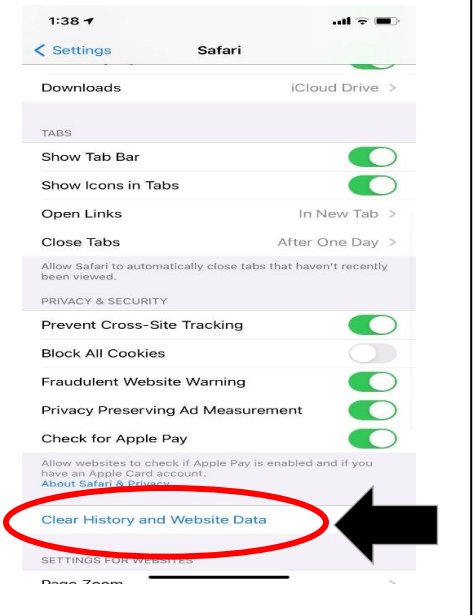 1:38
Settings
Safari
Downloads
iCloud Drive >
TABS
Show Tab Bar
Show Icons in Tabs
Open Links
In New Tab >
Close Tabs
After One Day >
Allow Safari to automatically close tabs that haven't recently
been viewed.
PRIVACY & SECURITY
Prevent Cross-Site Tracking
Block All Cookies
Fraudulent Website Warning
Privacy Preserving Ad Measurement
Check for Apple Pay
Allow websites to check if Apple Pay is enabled and if you
have an Apple Card account.
About Safari & Privacy
Clear History and Website Data
SETTINGS FOR WEBSITES
Page Zoom